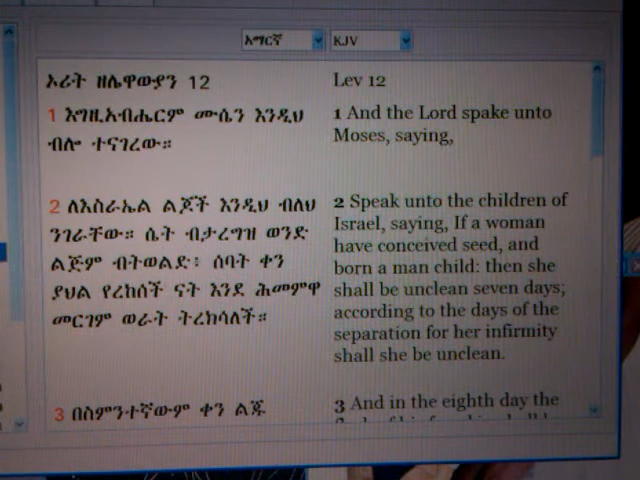 አማርኛ
KJV
ኦሪት ዘሌዋውያን 12
1 እግዚአብሔርም ሙሴን እንዲህ
ብሎ ተናገረው።
2 ለእስራኤል ልጆች እንዲህ ብለህ
ንገራቸው። ሴት ብታረግዝ ወንድ
ልጅም ብትወልድ፥ ሰባት ቀን
ያህል የረከሰች ናት እንደ ሕመምዋ
መርገም ወራት ትረክሳለች።
3 በስምንተኛውም ቀን ልጁ
Lev 12
1 And the Lord spake unto
Moses, saying,
2 Speak unto the children of
Israel, saying, If a woman
have conceived seed, and
born a man child: then she
shall be unclean seven days;
according to the days of the
separation for her infirmity
shall she be unclean.
3 And in the eighth day the